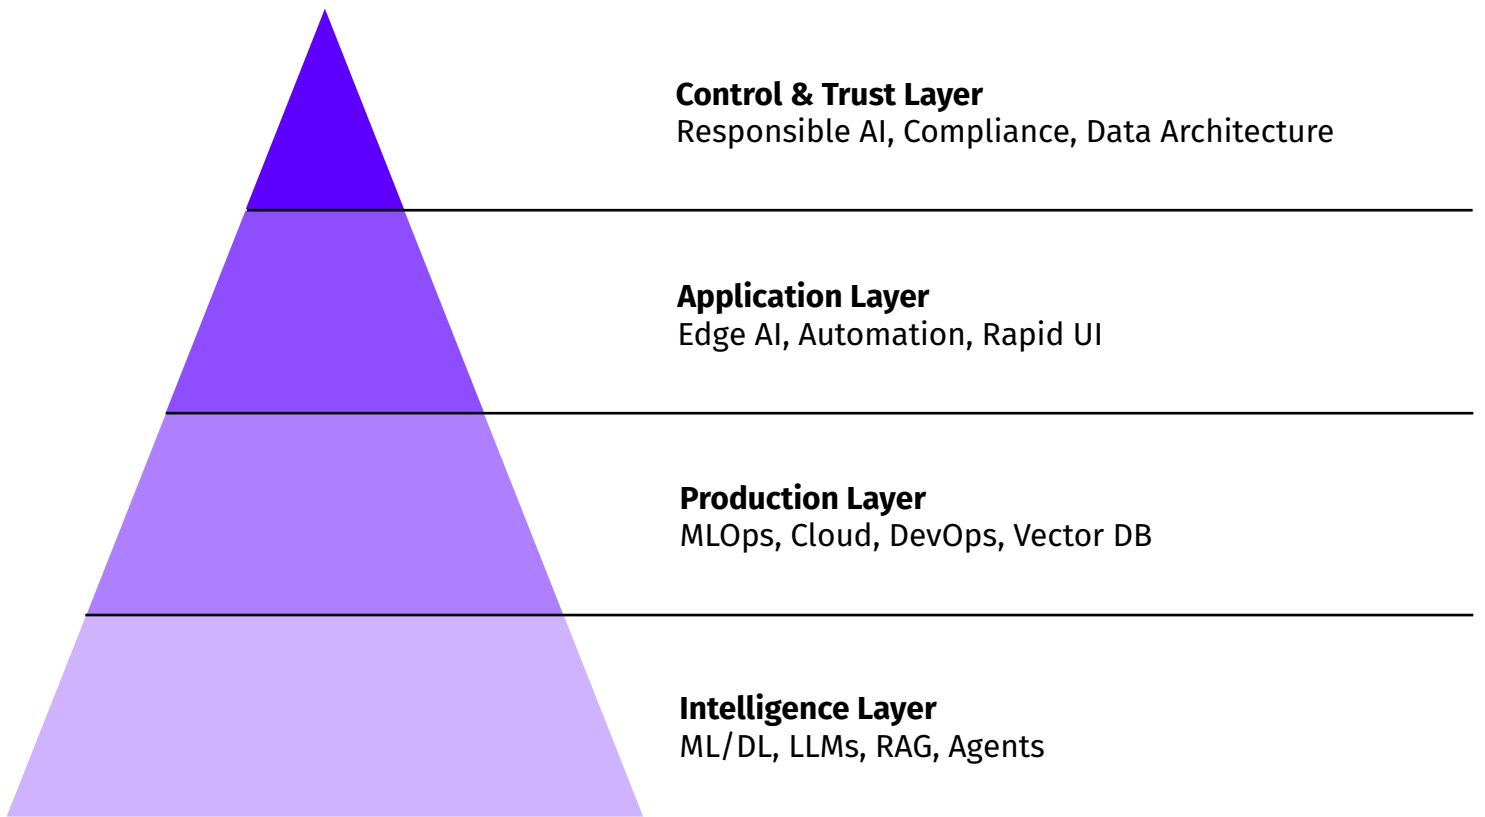 Control & Trust Layer
Responsible AI, Compliance, Data Architecture
Application Layer
Edge AI, Automation, Rapid UI
Production Layer
MLOps, Cloud, DevOps, Vector DB
Intelligence Layer
ML/DL, LLMs, RAG, Agents